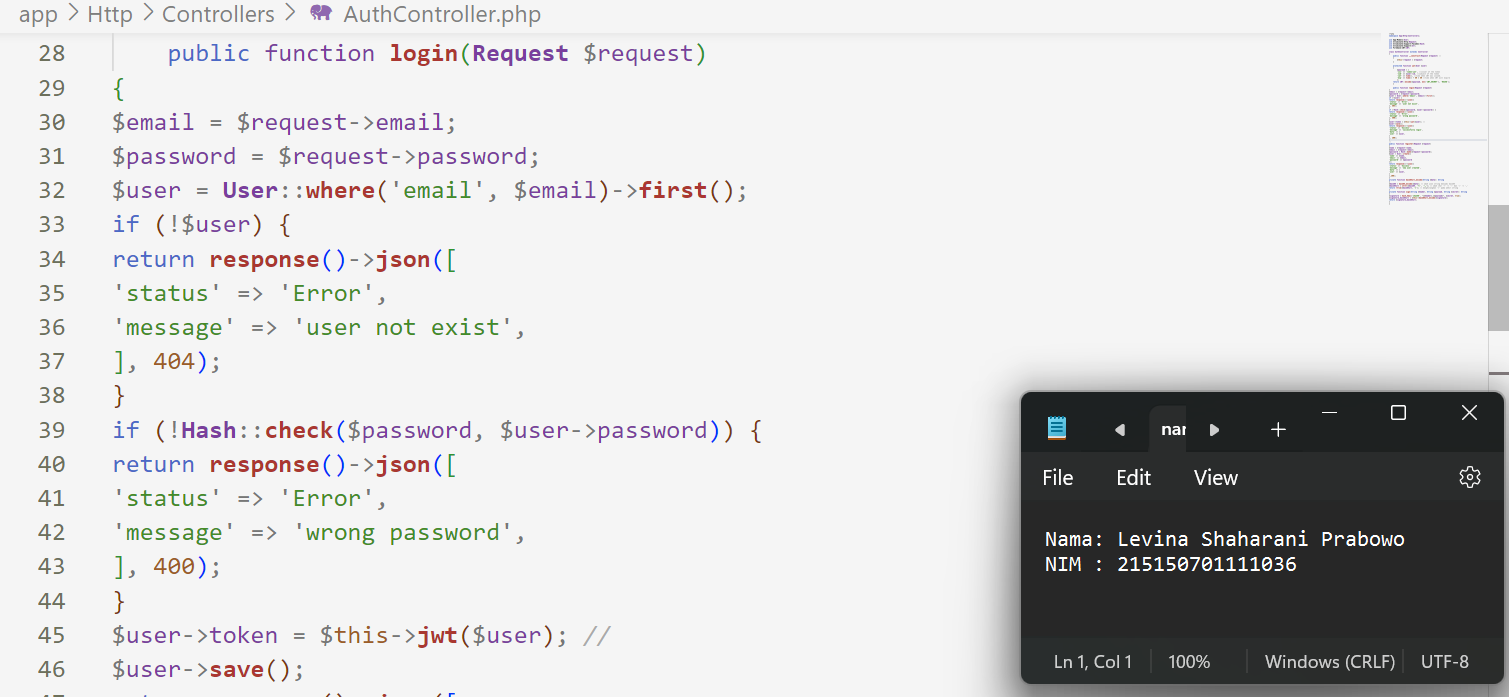 app > Http > Controllers > AuthController.php
28 public function login(Request $request)
29 {
30 $email = $request->email;
31 $password = $request->password;
32 $user = User::where('email', $email)->first();
33 if (!$user) {
34 return response()->json([
35 'status' => 'Error',
36 'message' => 'user not exist',
37 ], 404);
38 }
39 if (!Hash::check($password, $user->password)) {
40 return response()->json([
41 'status' => 'Error',
42 'message' => 'wrong password',
43 ], 400);
44 }
45 $user->token = $this->jwt($user); //
46 $user->save();
File Edit View
Nama: Levina Shaharani Prabowo
NIM : 215150701111036
Ln 1, Col 1 100% Windows (CRLF) UTF-8